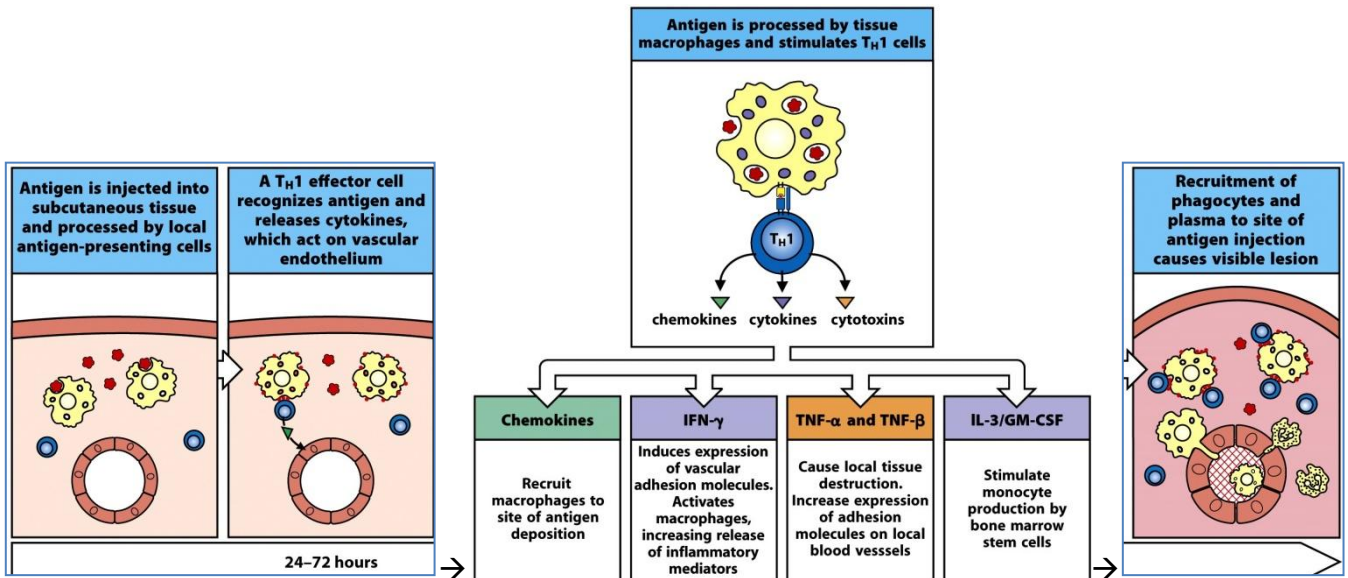 Antigen is injected into
subcutaneous tissue
and processed by local
antigen-presenting cells
A TH1 effector cell
recognizes antigen and
releases cytokines,
which act on vascular
endothelium
24–72 hours
→
Antigen is processed by tissue
macrophages and stimulates TH1 cells
TH1
chemokines cytokines cytotoxins
Chemokines
Recruit
macrophages to
site of antigen
deposition
IFN-γ
Induces expression
of vascular
adhesion molecules.
Activates
macrophages,
increasing release
of inflammatory
mediators
TNF-α and TNF-β
Cause local tissue
destruction.
Increase expression
of adhesion
molecules on local
blood vesssels
IL-3/GM-CSF
Stimulate
monocyte
production by
bone marrow
stem cells
→
Recruitment of
phagocytes and
plasma to site of
antigen injection
causes visible lesion